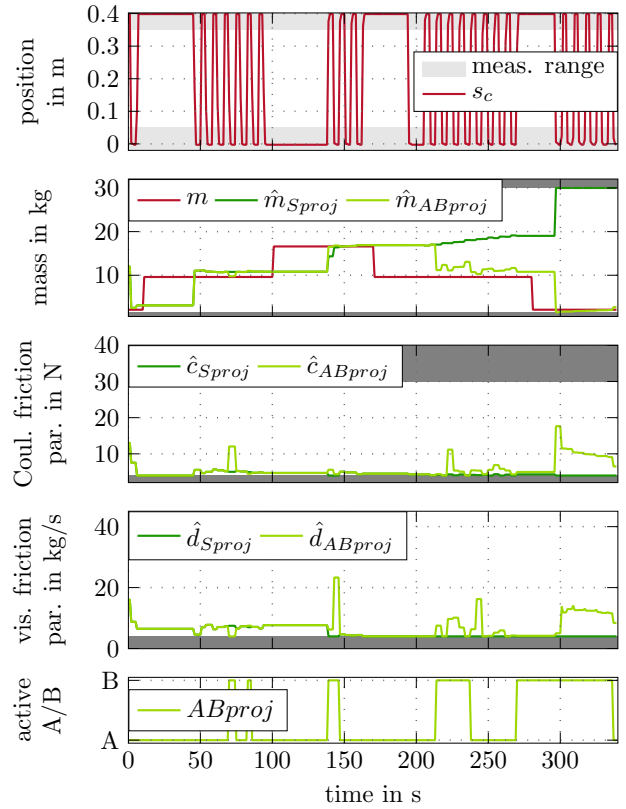 position
in m
0.4
0.3
0.2
0.1
0
meas. range
s_c
mass in kg
30
20
10
m m̂_Sproj m̂_ABproj
Coul. friction
par. in N
40
30
20
10
ĉ_Sproj ĉ_ABproj
vis. friction
par. in kg/s
40
20
0
d̂_Sproj d̂_ABproj
active
A/B
B
A
ABproj
0 50 100 150 200 250 300
time in s